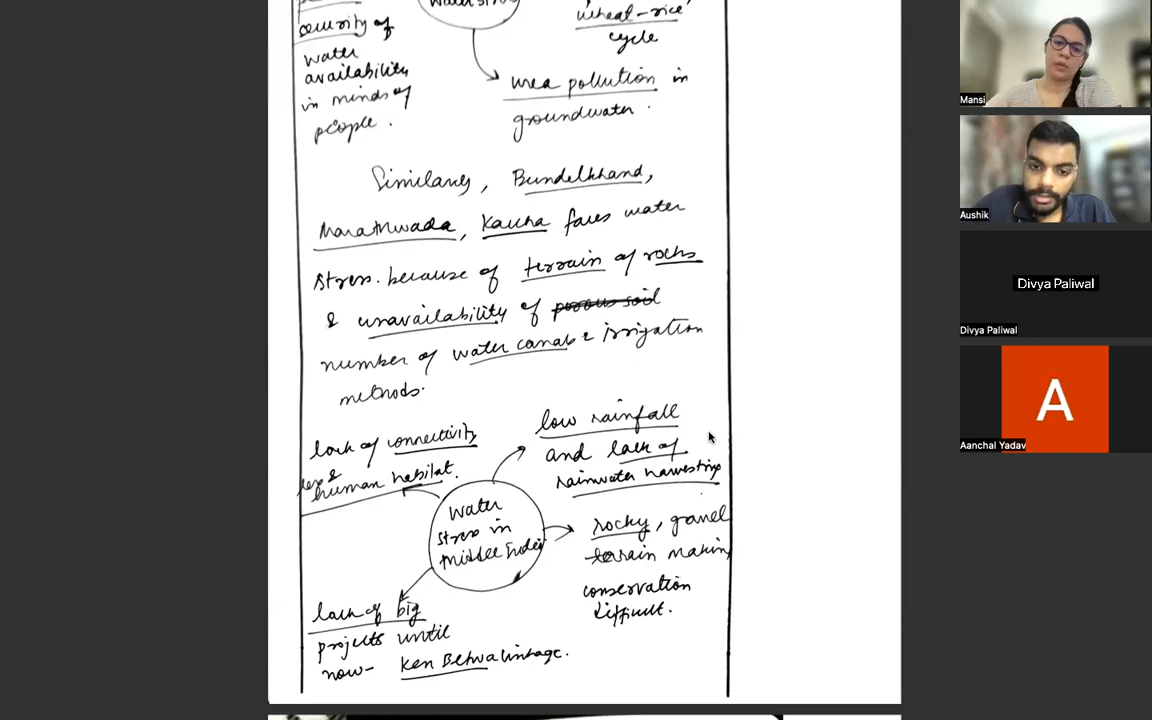 security of
water
availability
in minds of
people.
'wheat-rice'
cycle
urea pollution in
groundwater.
Similarly, Bundelkhand,
Marathwada, Kaccha faces water
stress. because of terrain of rocks
& unavailability of porous soil
number of water canals & irrigation
methods.
lack of connectivity
less &
human habitat.
low rainfall
and lack of
rainwater harvesting
water
stress in
middle India
rocky, gravel
terrain making
conservation
difficult.
lack of big
projects until
now- Ken Betwa linkage.
Mansi
Aushik
Divya Paliwal
Divya Paliwal
A
Aanchal Yadav